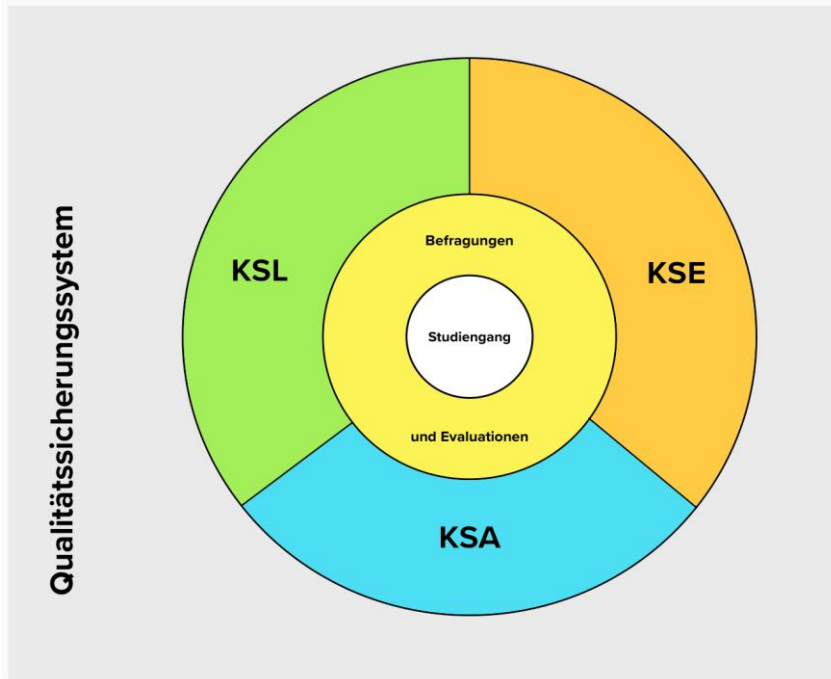 Qualitätssicherungssystem
Befragungen
KSL
KSE
Studiengang
und Evaluationen
KSA